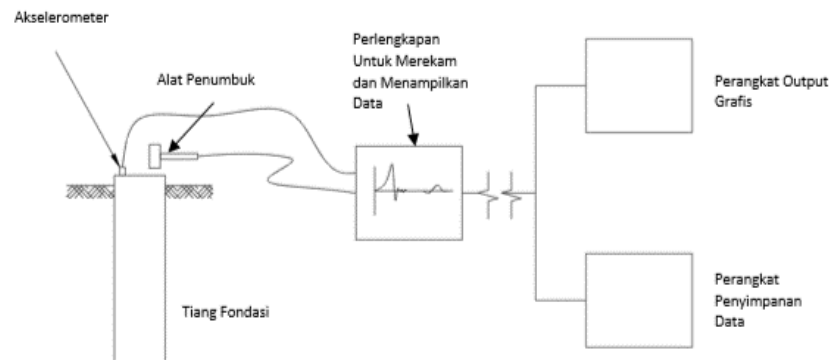 Akselerometer
Alat Penumbuk
Perlengkapan
Untuk Merekam
dan Menampilkan
Data
Perangkat Output
Grafis
Tiang Fondasi
Perangkat
Penyimpanan
Data